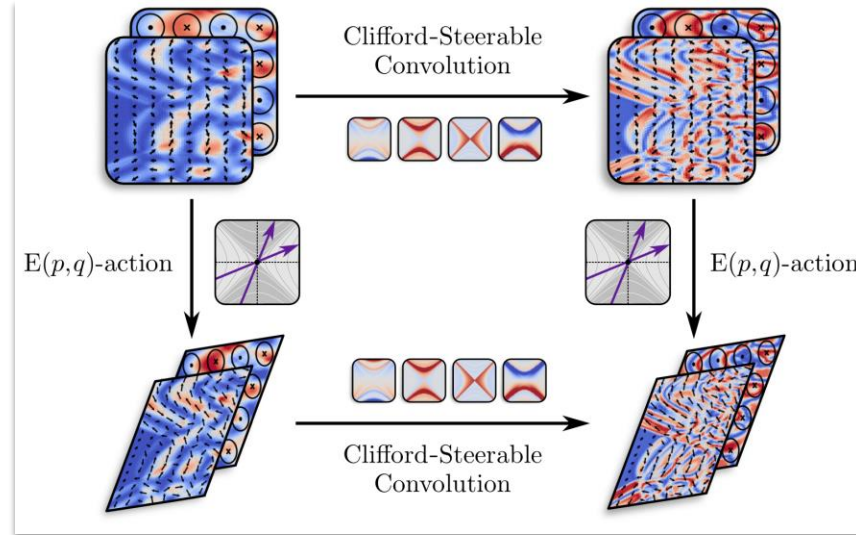 Clifford-Steerable
Convolution
E(p,q)-action
E(p,q)-action
Clifford-Steerable
Convolution